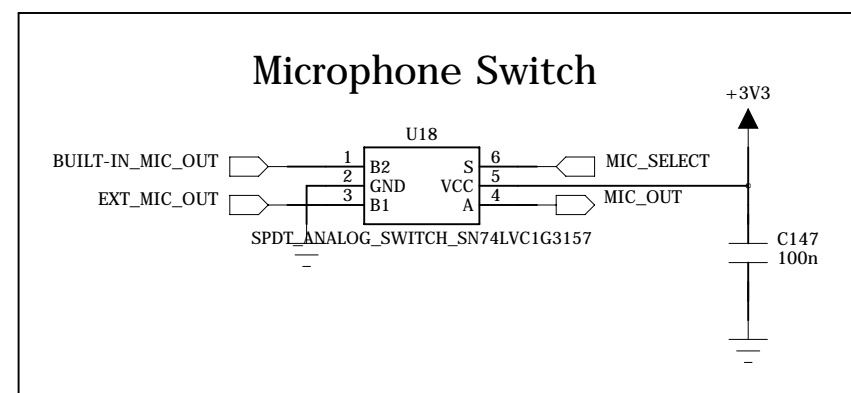 Microphone Switch
+3V3
U18
BUILT-IN_MIC_OUT 1 B2 S 6 MIC_SELECT
2 GND VCC 5
EXT_MIC_OUT 3 B1 A 4 MIC_OUT
SPDT_ANALOG_SWITCH_SN74LVC1G3157
C147
100n